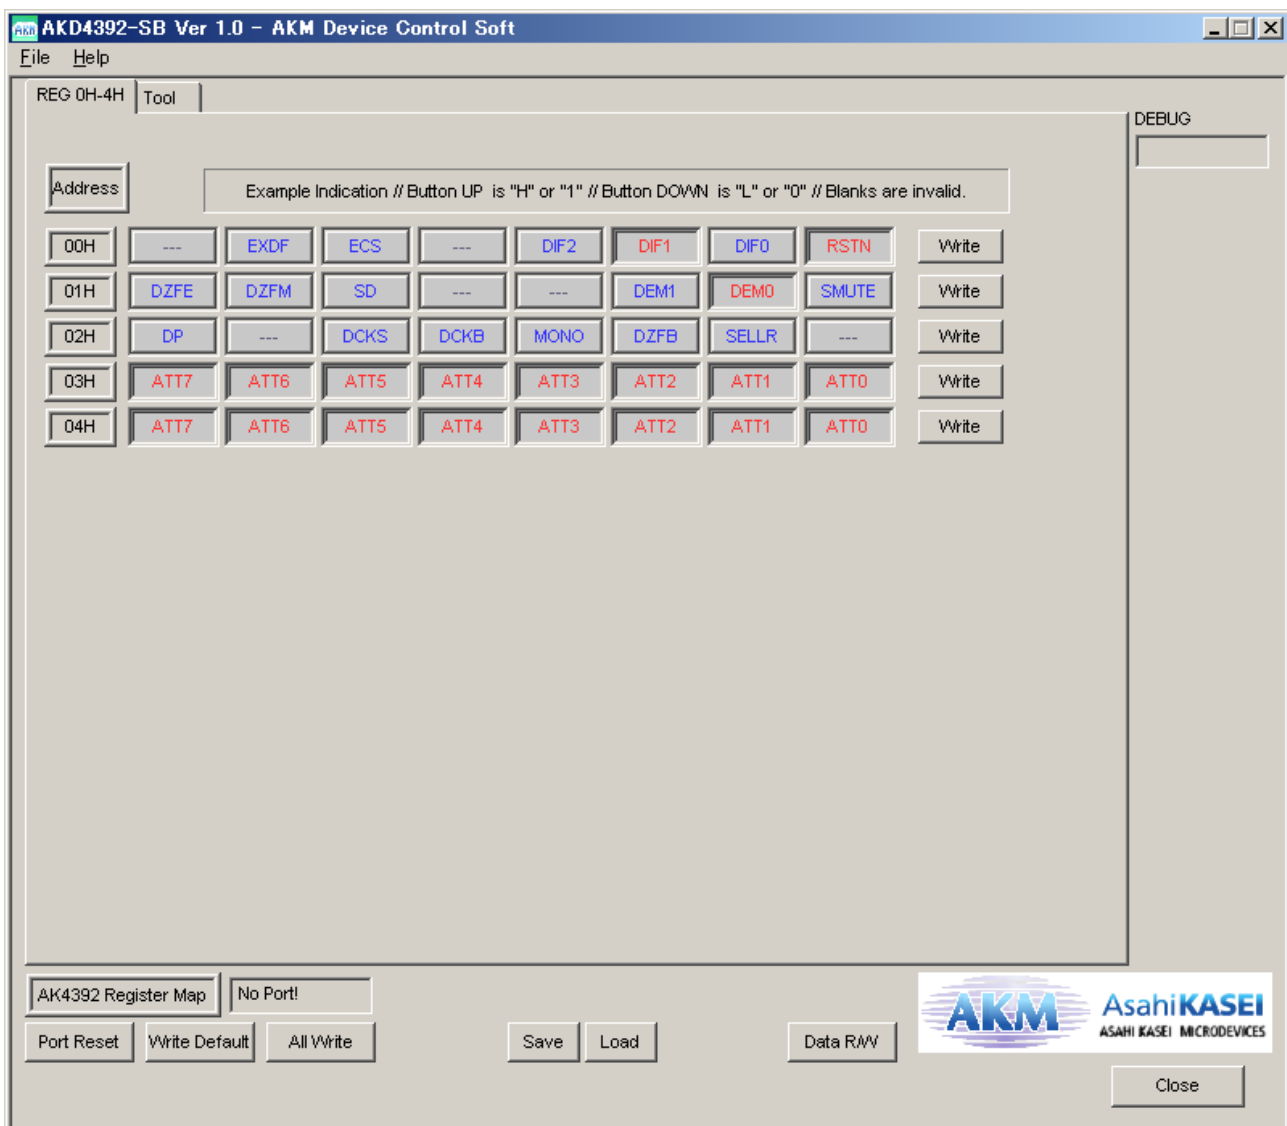 AKM AKD4392-SB Ver 1.0 - AKM Device Control Soft
File Help
REG 0H-4H Tool
DEBUG
Address Example Indication // Button UP is "H" or "1" // Button DOWN is "L" or "0" // Blanks are invalid.
00H --- EXDF ECS --- DIF2 DIF1 DIF0 RSTN Write
01H DZFE DZFM SD --- --- DEM1 DEM0 SMUTE Write
02H DP --- DCKS DCKB MONO DZFB SELLR --- Write
03H ATT7 ATT6 ATT5 ATT4 ATT3 ATT2 ATT1 ATT0 Write
04H ATT7 ATT6 ATT5 ATT4 ATT3 ATT2 ATT1 ATT0 Write
AK4392 Register Map No Port!
AKM AsahiKASEI
ASAHI KASEI MICRODEVICES
Port Reset Write Default All Write Save Load Data R/W
Close